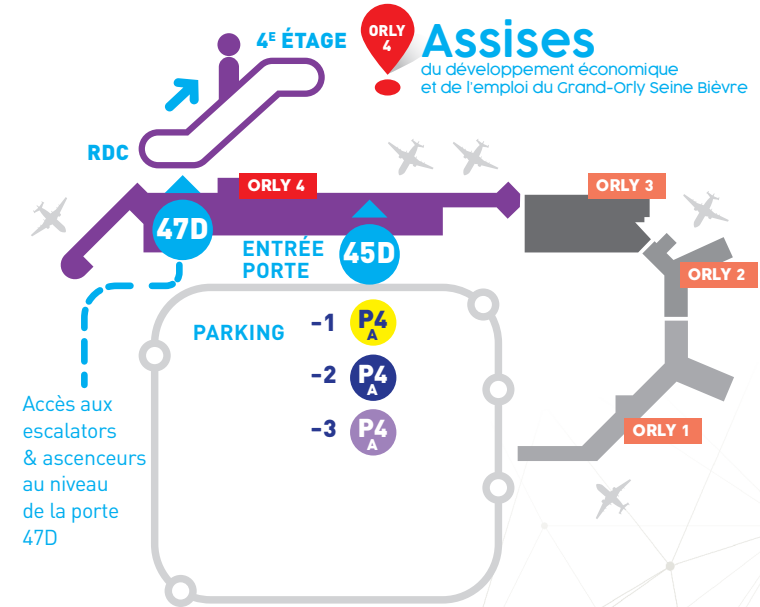 4E ÉTAGE
ORLY
4
Assises
du développement économique
et de l'emploi du Grand-Orly Seine Bièvre
RDC
ORLY 4
ORLY 3
47D
ENTRÉE
PORTE
45D
ORLY 2
PARKING
-1 P4
A
-2 P4
A
-3 P4
A
ORLY 1
Accès aux
escalators
& ascenceurs
au niveau
de la porte
47D